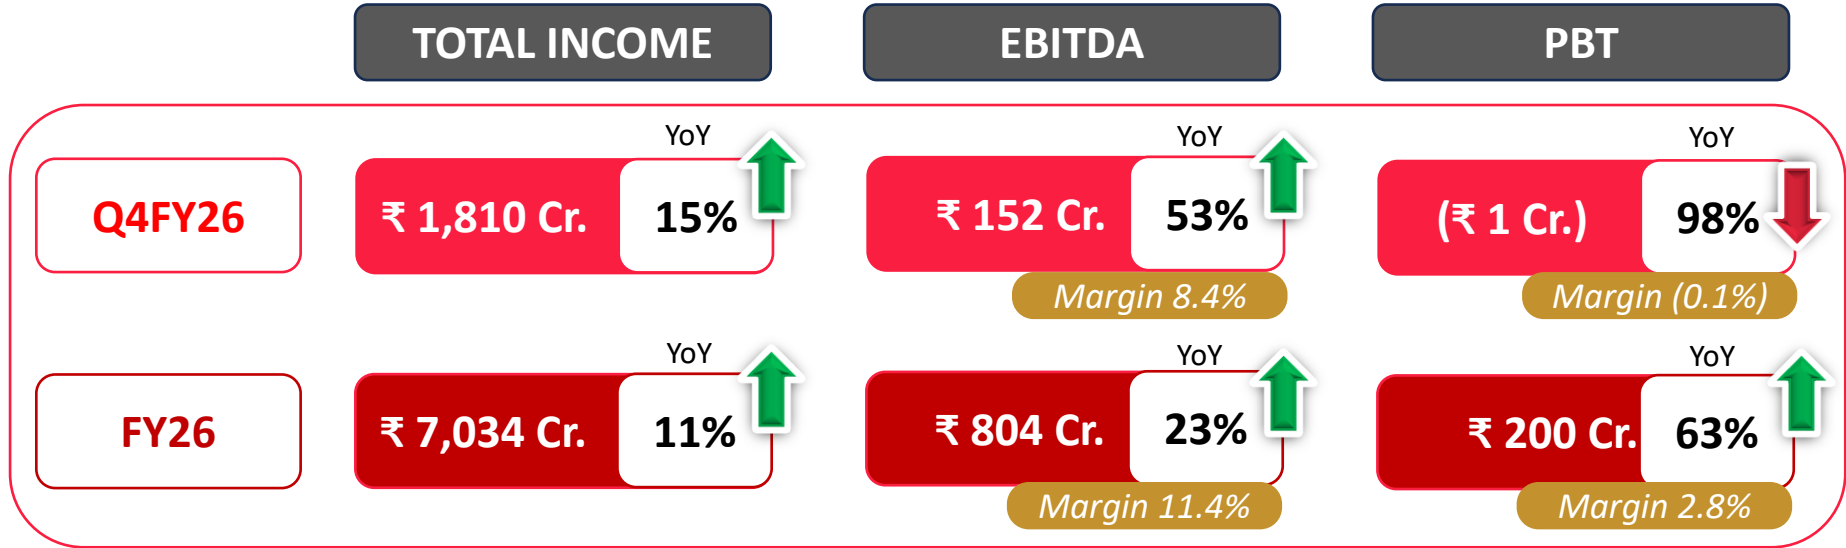 TOTAL INCOME EBITDA PBT
YoY YoY YoY
Q4FY26 ₹ 1,810 Cr. 15% ₹ 152 Cr. 53% (₹ 1 Cr.) 98%
Margin 8.4% Margin (0.1%)
YoY YoY YoY
FY26 ₹ 7,034 Cr. 11% ₹ 804 Cr. 23% ₹ 200 Cr. 63%
Margin 11.4% Margin 2.8%